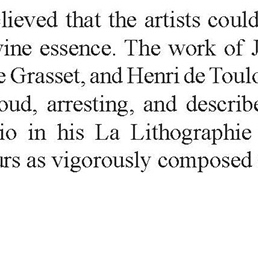 lieved that the artists could
vine essence. The work of J
e Grasset, and Henri de Toulo
oud, arresting, and describe
io in his La Lithographie
urs as vigorously composed